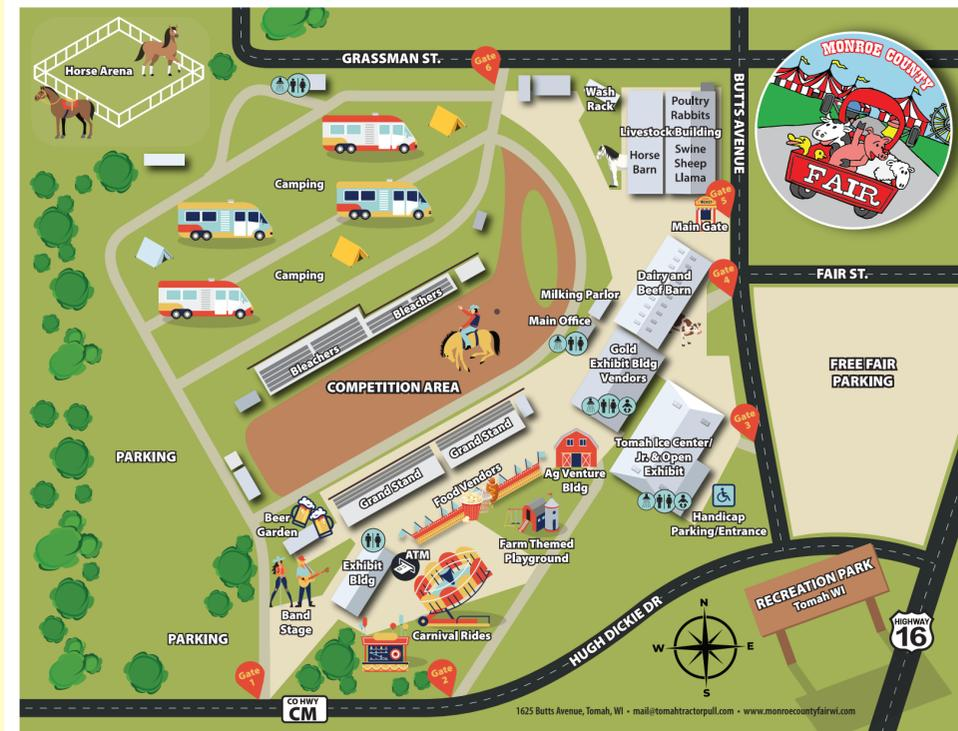 GRASSMAN ST.
Gate
6
Horse Arena
MONROE COUNTY
FAIR
BUTTS AVENUE
Wash
Rack
Poultry
Rabbits
Livestock Building
Horse
Barn
Swine
Sheep
Llama
Gate
5
Main Gate
Camping
Camping
Gate
4
FAIR ST.
Dairy and
Beef Barn
Milking Parlor
Main Office
Bleachers
Bleachers
Gold
Exhibit Bldg
Vendors
COMPETITION AREA
FREE FAIR
PARKING
Gate
3
Tomah Ice Center/
Jr. & Open
Exhibit
Grand Stand
Grand Stand
PARKING
Food Vendors
Ag Venture
Bldg
Handicap
Parking/Entrance
Beer
Garden
Farm Themed
Playground
ATM
Exhibit
Bldg
Band
Stage
Carnival Rides
PARKING
RECREATION PARK
Tomah WI
HIGHWAY
16
HUGH DICKIE DR
N
W
E
S
Gate
1
Gate
2
CO HWY
CM
1625 Butts Avenue, Tomah, WI • mail@tomahtractorpull.com • www.monroecountyfairwi.com